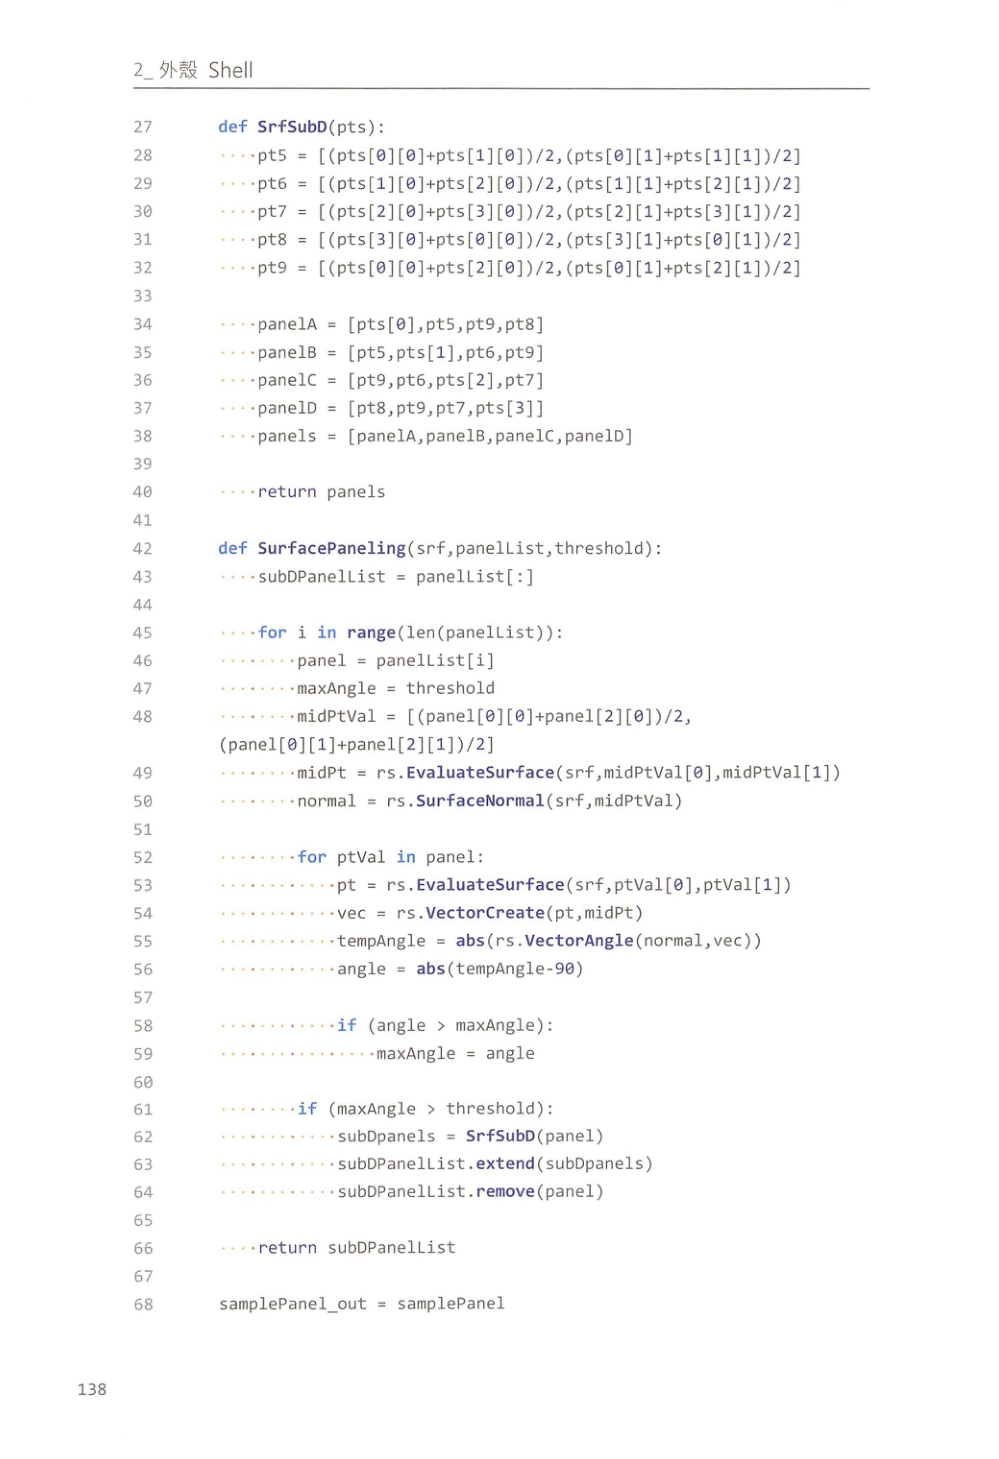 2_ 外殼 Shell
27 def SrfSubD(pts):
28 ····pt5 = [(pts[0][0]+pts[1][0])/2,(pts[0][1]+pts[1][1])/2]
29 ····pt6 = [(pts[1][0]+pts[2][0])/2,(pts[1][1]+pts[2][1])/2]
30 ····pt7 = [(pts[2][0]+pts[3][0])/2,(pts[2][1]+pts[3][1])/2]
31 ····pt8 = [(pts[3][0]+pts[0][0])/2,(pts[3][1]+pts[0][1])/2]
32 ····pt9 = [(pts[0][0]+pts[2][0])/2,(pts[0][1]+pts[2][1])/2]
33
34 ····panelA = [pts[0],pt5,pt9,pt8]
35 ····panelB = [pt5,pts[1],pt6,pt9]
36 ····panelC = [pt9,pt6,pts[2],pt7]
37 ····panelD = [pt8,pt9,pt7,pts[3]]
38 ····panels = [panelA,panelB,panelC,panelD]
39
40 ····return panels
41
42 def SurfacePaneling(srf,panelList,threshold):
43 ····subDPanelList = panelList[:]
44
45 ····for i in range(len(panelList)):
46 ········panel = panelList[i]
47 ········maxAngle = threshold
48 ········midPtVal = [(panel[0][0]+panel[2][0])/2,
(panel[0][1]+panel[2][1])/2]
49 ········midPt = rs.EvaluateSurface(srf,midPtVal[0],midPtVal[1])
50 ········normal = rs.SurfaceNormal(srf,midPtVal)
51
52 ········for ptVal in panel:
53 ············pt = rs.EvaluateSurface(srf,ptVal[0],ptVal[1])
54 ············vec = rs.VectorCreate(pt,midPt)
55 ············tempAngle = abs(rs.VectorAngle(normal,vec))
56 ············angle = abs(tempAngle-90)
57
58 ············if (angle > maxAngle):
59 ················maxAngle = angle
60
61 ········if (maxAngle > threshold):
62 ············subDpanels = SrfSubD(panel)
63 ············subDPanelList.extend(subDpanels)
64 ············subDPanelList.remove(panel)
65
66 ····return subDPanelList
67
68 samplePanel_out = samplePanel
138